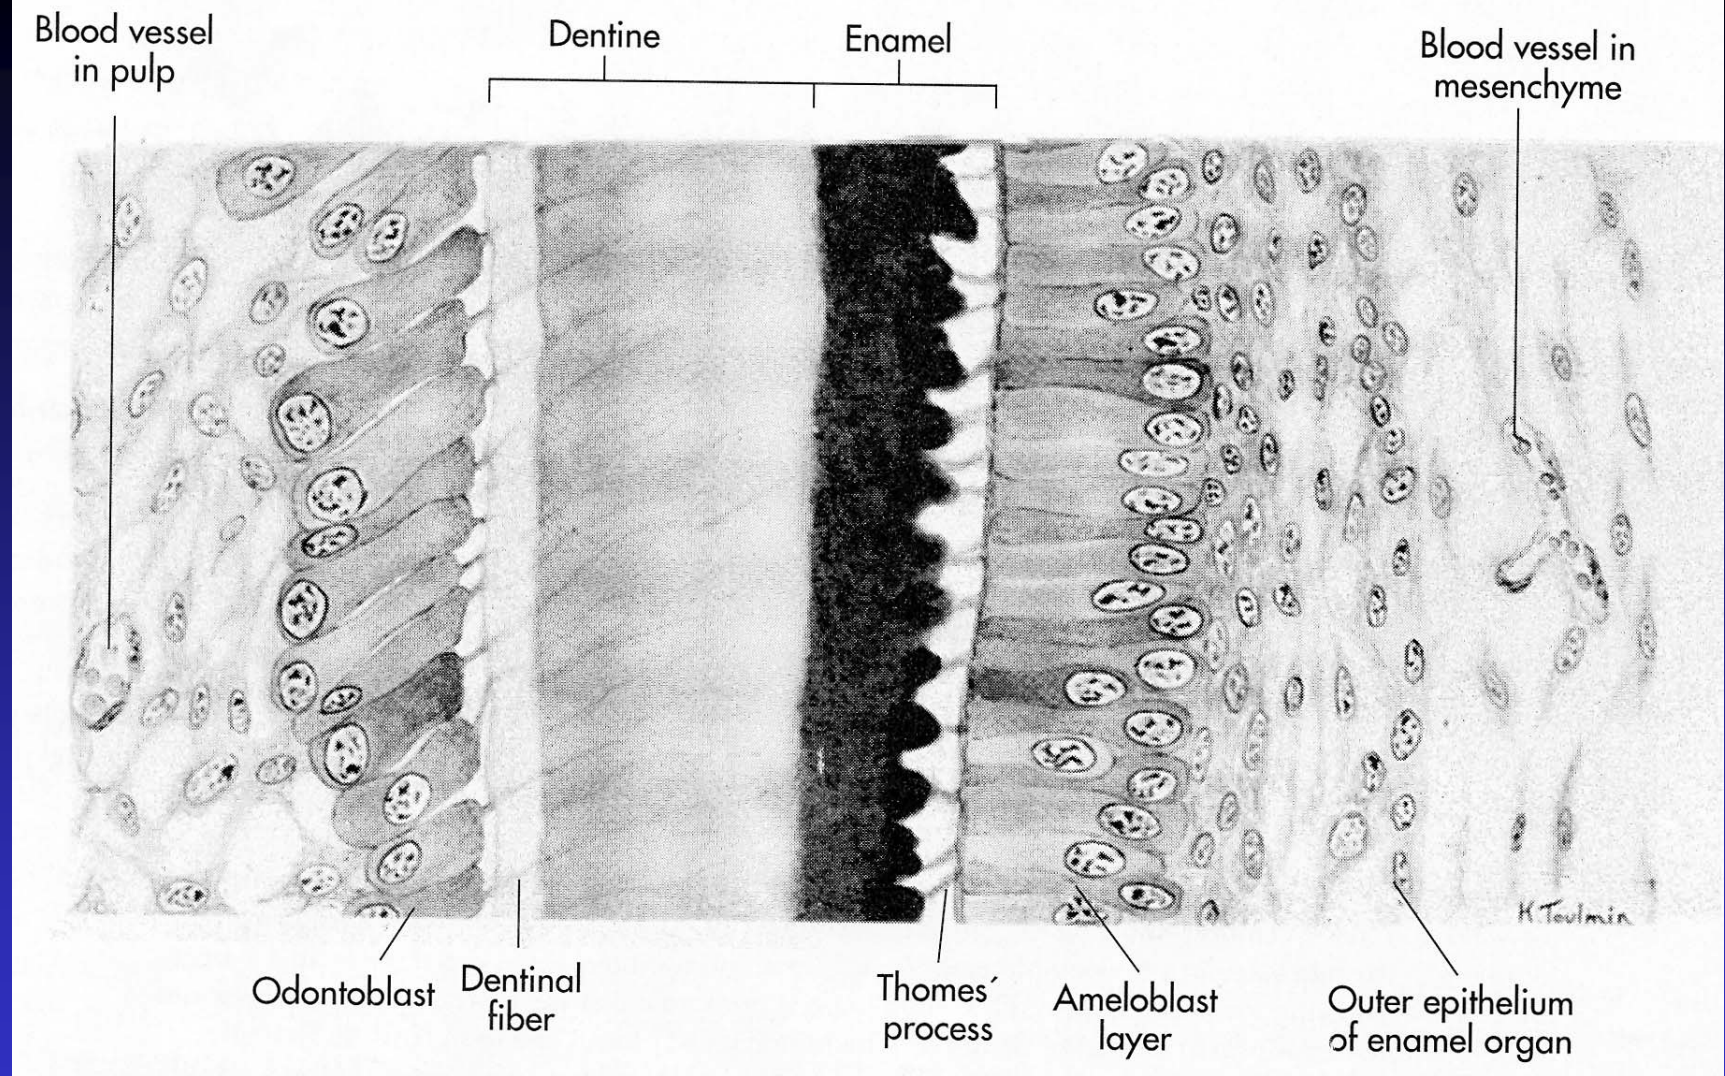 Blood vessel
in pulp
Dentine
Enamel
Blood vessel in
mesenchyme
Odontoblast
Dentinal
fiber
Thomes´
process
Ameloblast
layer
Outer epithelium
of enamel organ
K. Toulmin